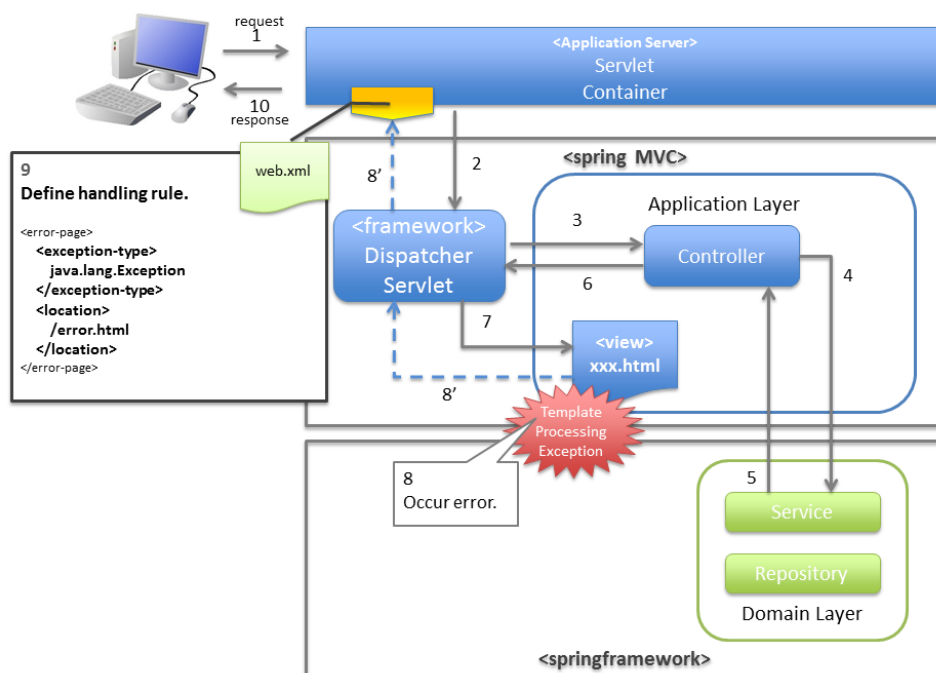 request
1
10
response
<Application Server>
Servlet
Container
web.xml
9
Define handling rule.
<error-page>
<exception-type>
java.lang.Exception
</exception-type>
<location>
/error.html
</location>
</error-page>
8’
2
<spring MVC>
Application Layer
<framework>
Dispatcher
Servlet
3
6
Controller
4
7
<view>
xxx.html
8’
Template
Processing
Exception
8
Occur error.
5
Service
Repository
Domain Layer
<springframework>